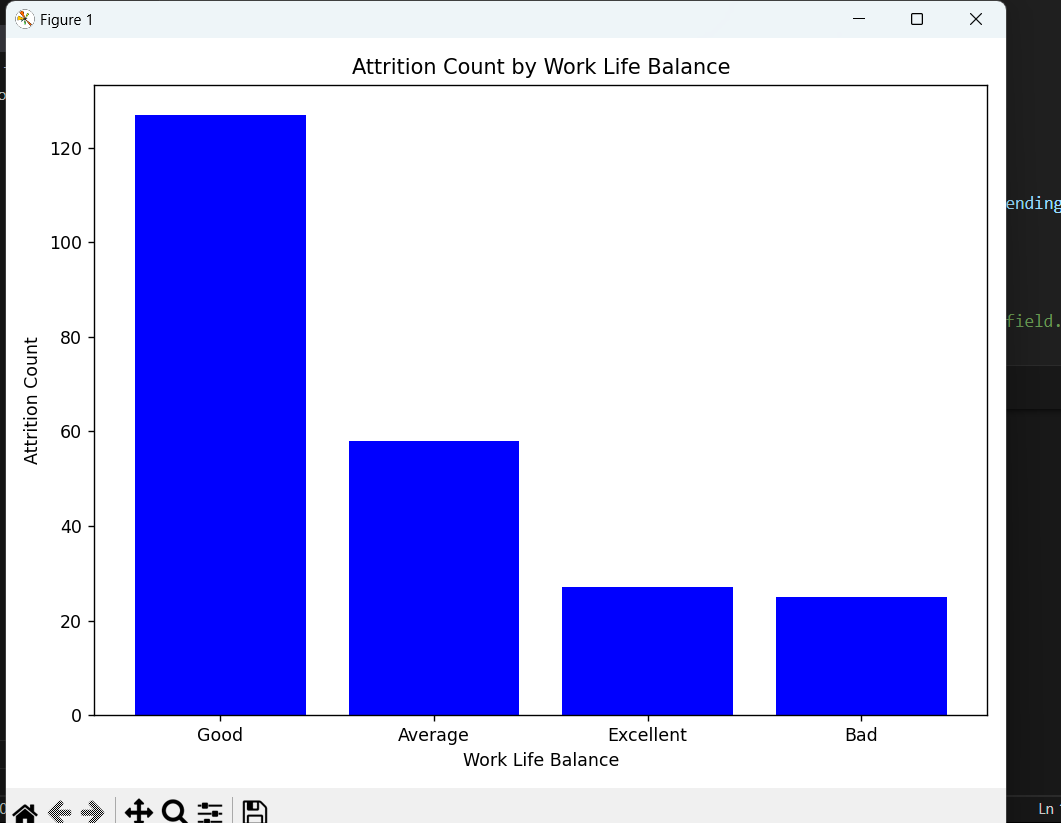 Figure 1
Attrition Count by Work Life Balance
120
100
80
60
40
20
0
Attrition Count
Good Average Excellent Bad
Work Life Balance
ending
field.
Ln